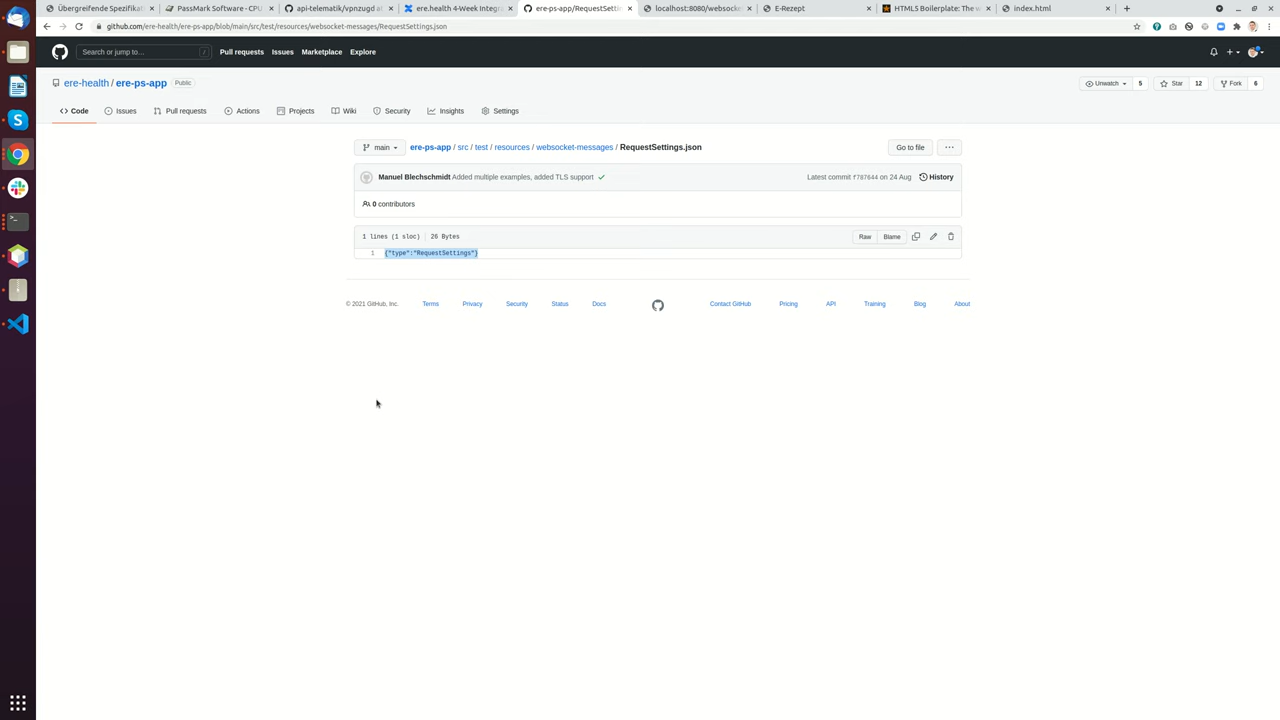 Übergreifende Spezifikat
PassMark Software - CPU
api-telematik/vpnzugd at
ere.health 4-Week Integra
ere-ps-app/RequestSettin
localhost:8080/websocke
E-Rezept
HTML5 Boilerplate: The w
index.html
github.com/ere-health/ere-ps-app/blob/main/src/test/resources/websocket-messages/RequestSettings.json
Search or jump to… /
Pull requests
Issues
Marketplace
Explore
ere-health / ere-ps-app Public
Unwatch 5
Star 12
Fork 6
Code
Issues
Pull requests
Actions
Projects
Wiki
Security
Insights
Settings
main
ere-ps-app / src / test / resources / websocket-messages / RequestSettings.json
Go to file
Manuel Blechschmidt Added multiple examples, added TLS support
Latest commit f787644 on 24 Aug
History
0 contributors
1 lines (1 sloc) 26 Bytes
Raw
Blame
1 {"type":"RequestSettings"}
© 2021 GitHub, Inc.
Terms
Privacy
Security
Status
Docs
Contact GitHub
Pricing
API
Training
Blog
About